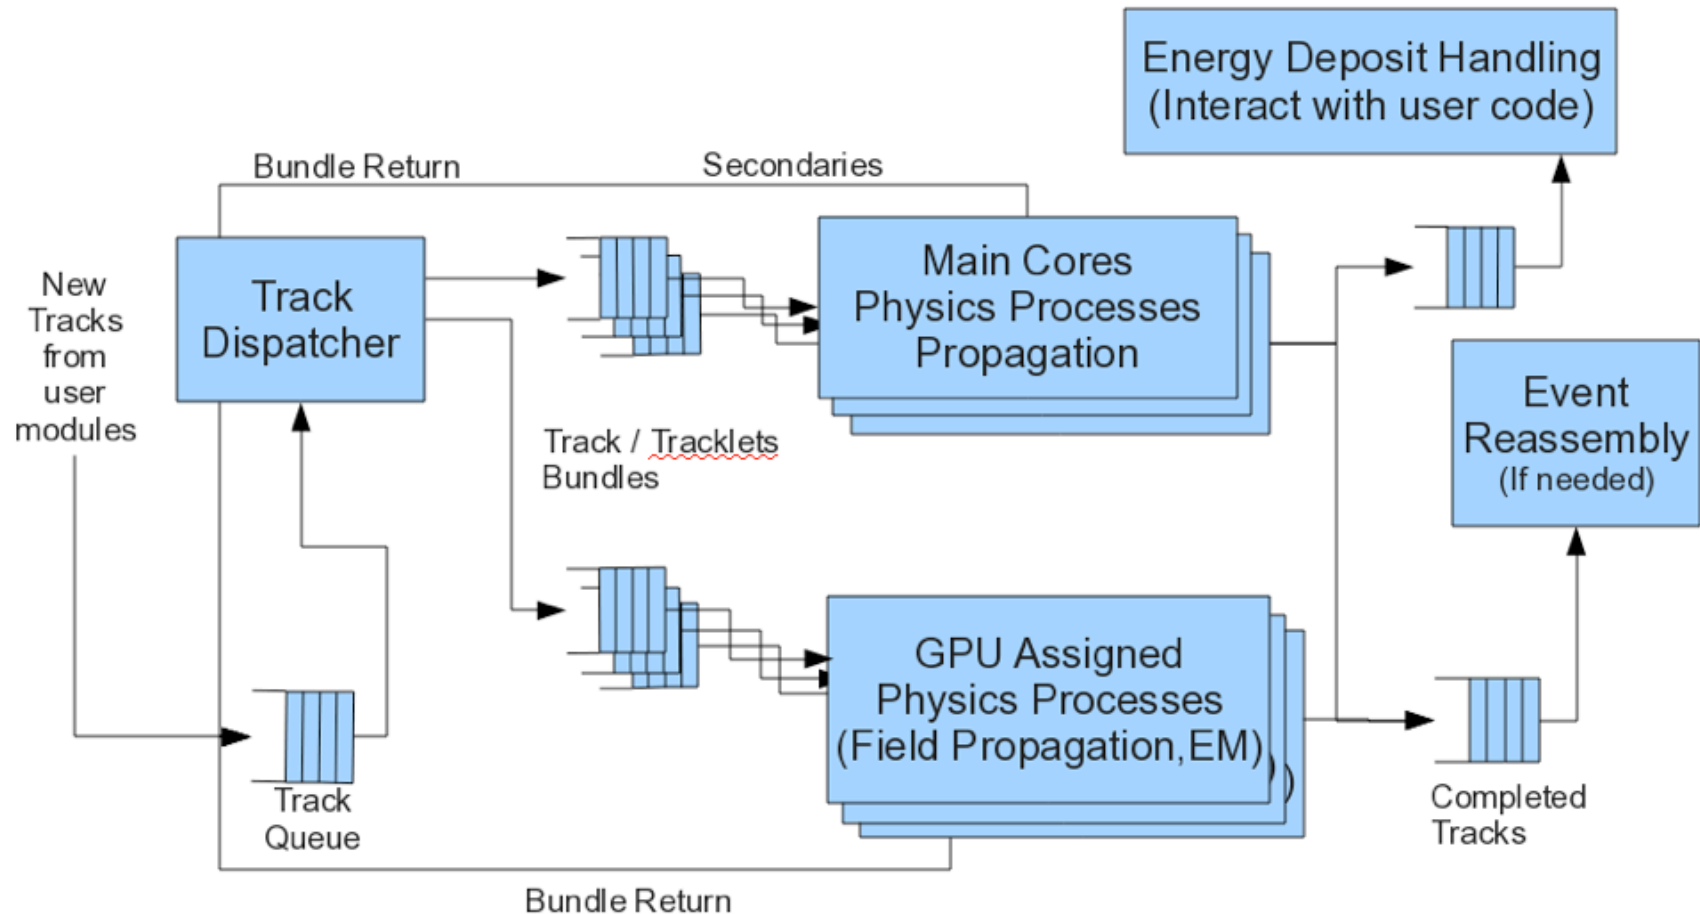 Energy Deposit Handling
(Interact with user code)
Bundle Return
Secondaries
New
Tracks
from
user
modules
Track
Dispatcher
Main Cores
Physics Processes
Propagation
Track / Tracklets
Bundles
Event
Reassembly
(If needed)
GPU Assigned
Physics Processes
(Field Propagation,EM)
)
)
Track
Queue
Completed
Tracks
Bundle Return